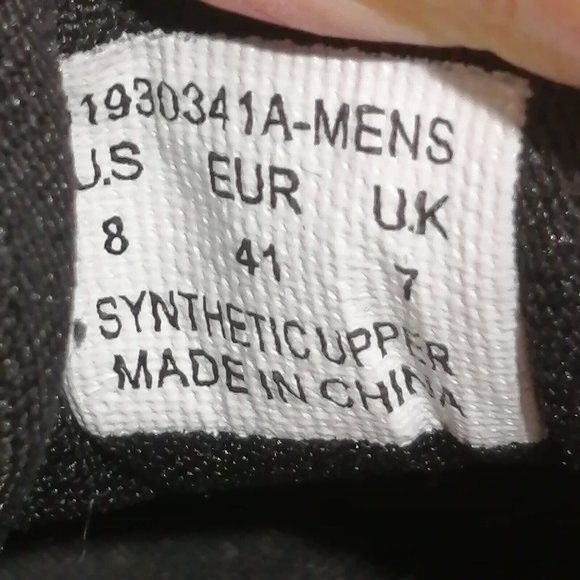 1930341A-MENS
U.S EUR U.K
8 41 7
SYNTHETIC UPPER
MADE IN CHINA